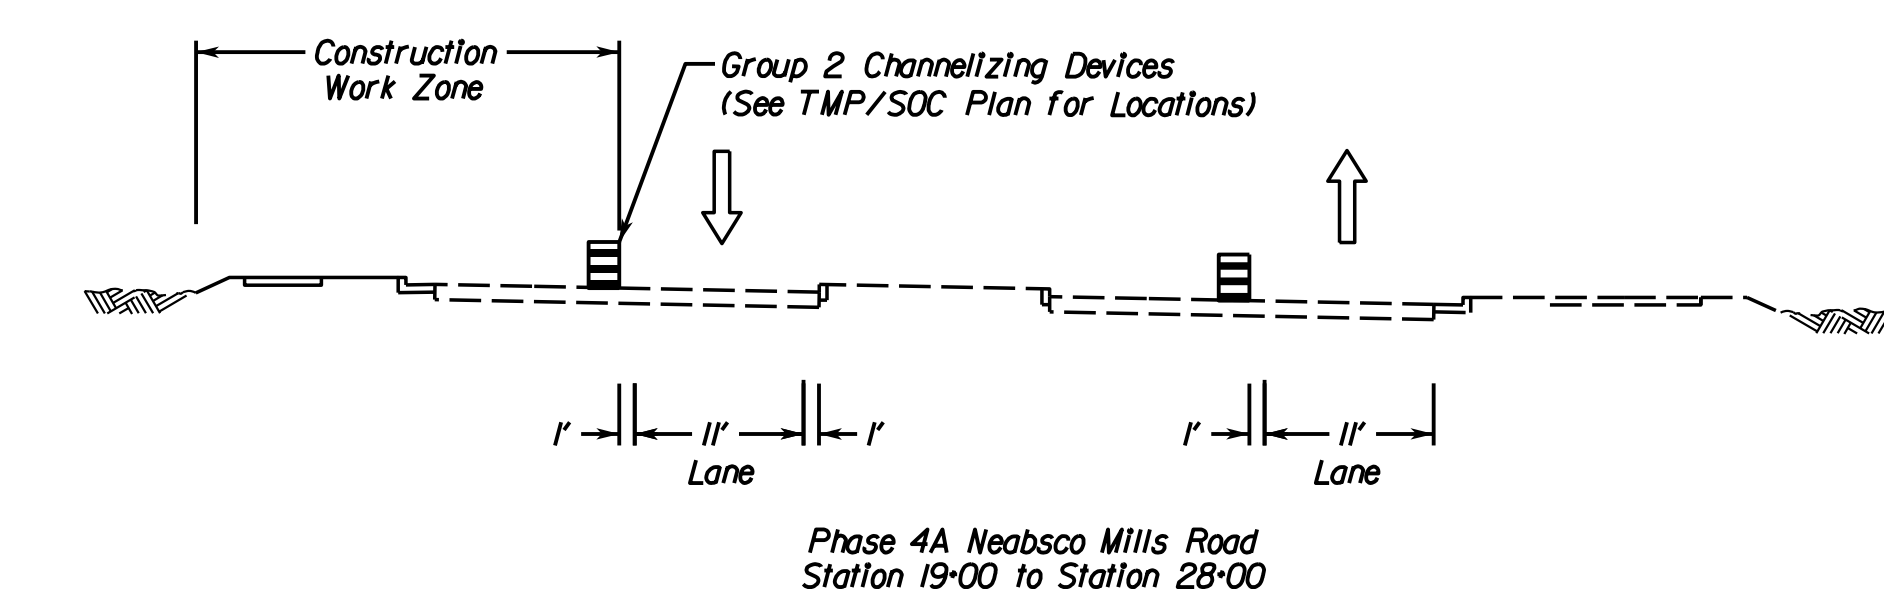 Construction
Work Zone
Group 2 Channelizing Devices
(See TMP/SOC Plan for Locations)
1' 11' 1' 1' 11'
Lane Lane
Phase 4A Neabsco Mills Road
Station 19+00 to Station 28+00